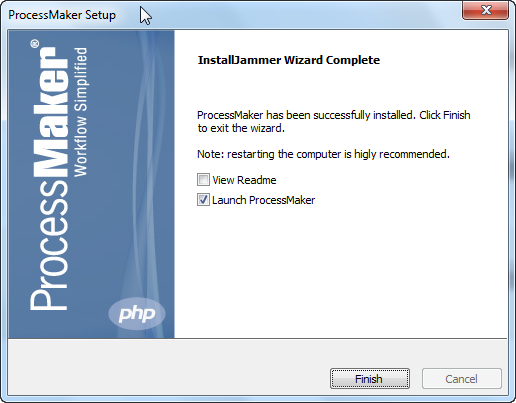 ProcessMaker Setup
ProcessMaker®
Workflow Simplified
php
InstallJammer Wizard Complete
ProcessMaker has been successfully installed. Click Finish
to exit the wizard.
Note: restarting the computer is higly recommended.
View Readme
Launch ProcessMaker
Finish
Cancel